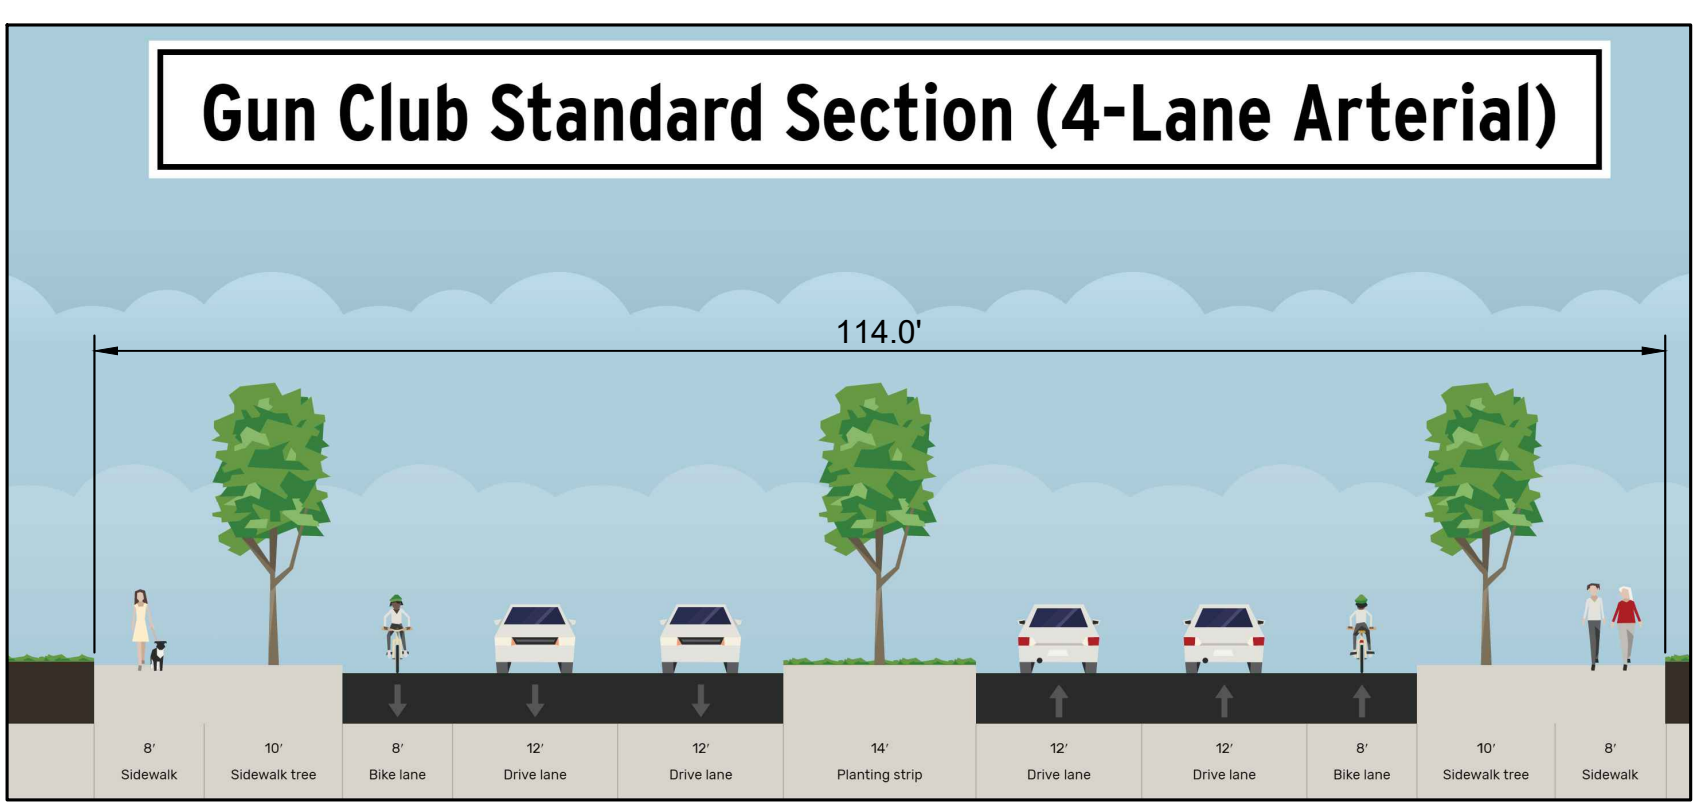 Gun Club Standard Section (4-Lane Arterial)
114.0'
8′ 10′ 8′ 12′ 12′ 14′ 12′ 12′ 8′ 10′ 8′
Sidewalk Sidewalk tree Bike lane Drive lane Drive lane Planting strip Drive lane Drive lane Bike lane Sidewalk tree Sidewalk